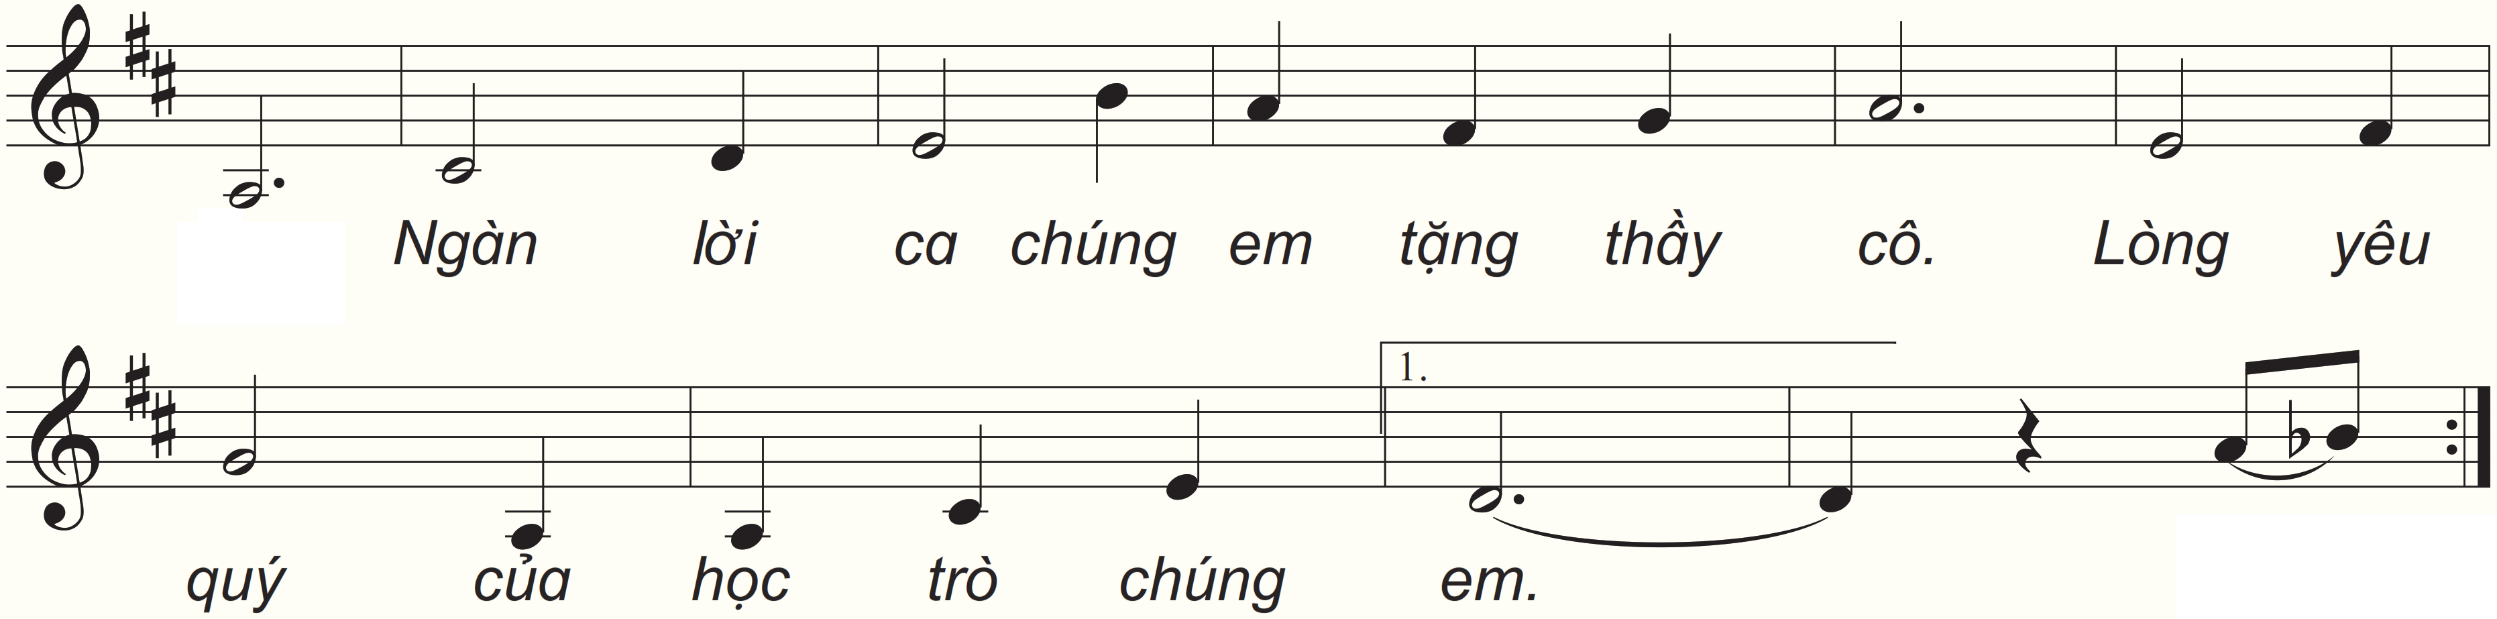 Ngàn lời ca chúng em tặng thầy cô. Lòng yêu
1.
quý của học trò chúng em.